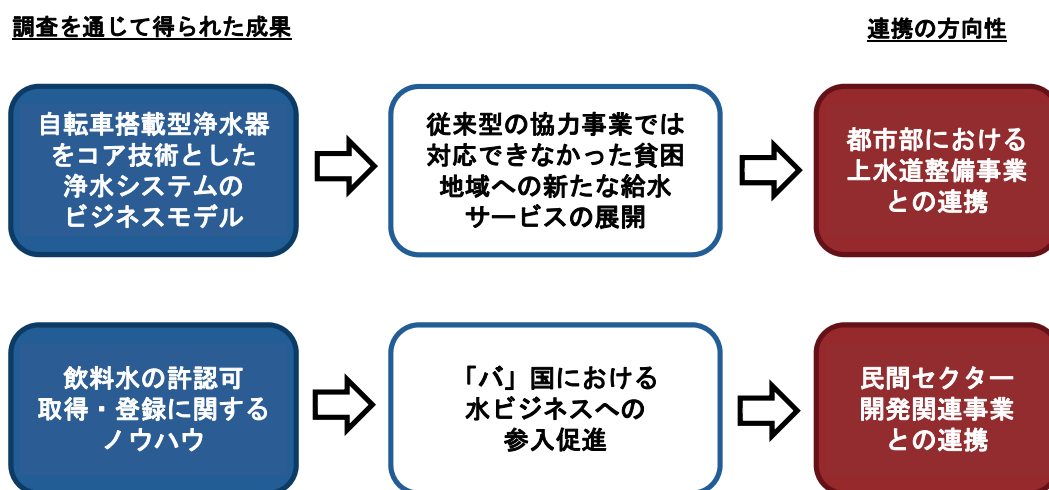 調査を通じて得られた成果
連携の方向性
自転車搭載型浄水器
をコア技術とした
浄水システムの
ビジネスモデル
従来型の協力事業では
対応できなかった貧困
地域への新たな給水
サービスの展開
都市部における
上水道整備事業
との連携
飲料水の許認可
取得・登録に関する
ノウハウ
「バ」国における
水ビジネスへの
参入促進
民間セクター
開発関連事業
との連携